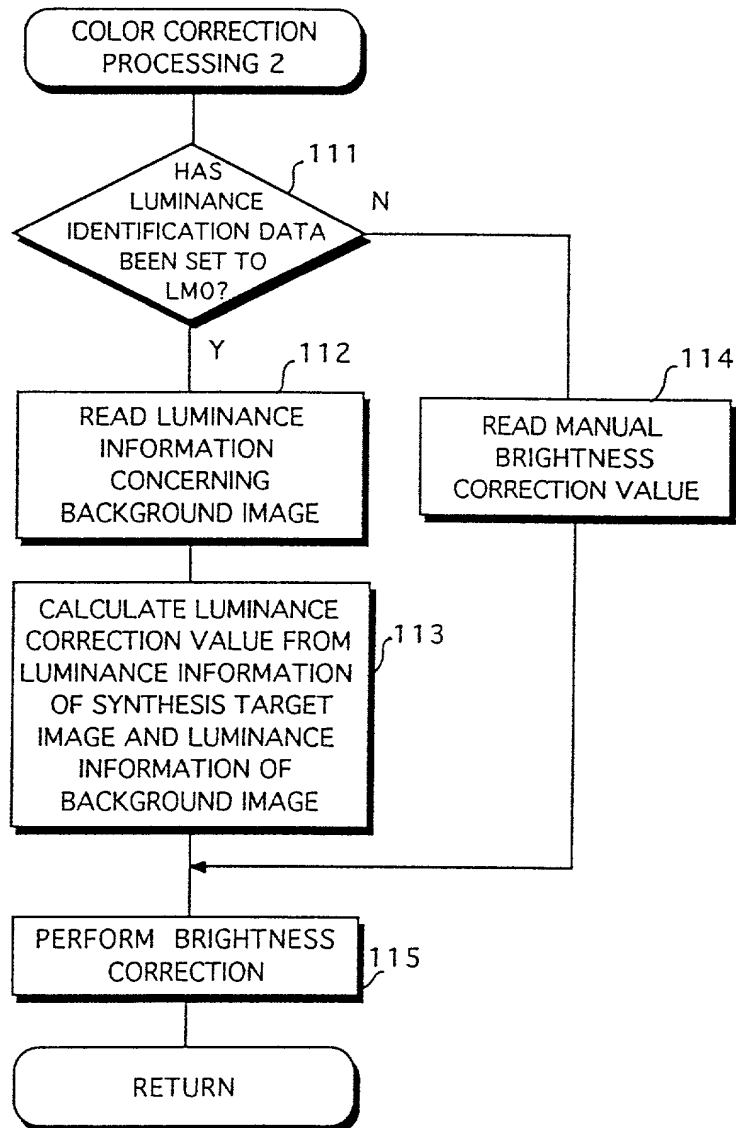 COLOR CORRECTION
PROCESSING 2
111
HAS
LUMINANCE
IDENTIFICATION DATA
BEEN SET TO
LM0?
N
Y
112
READ LUMINANCE
INFORMATION
CONCERNING
BACKGROUND IMAGE
114
READ MANUAL
BRIGHTNESS
CORRECTION VALUE
113
CALCULATE LUMINANCE
CORRECTION VALUE FROM
LUMINANCE INFORMATION
OF SYNTHESIS TARGET
IMAGE AND LUMINANCE
INFORMATION OF
BACKGROUND IMAGE
PERFORM BRIGHTNESS
CORRECTION
115
RETURN